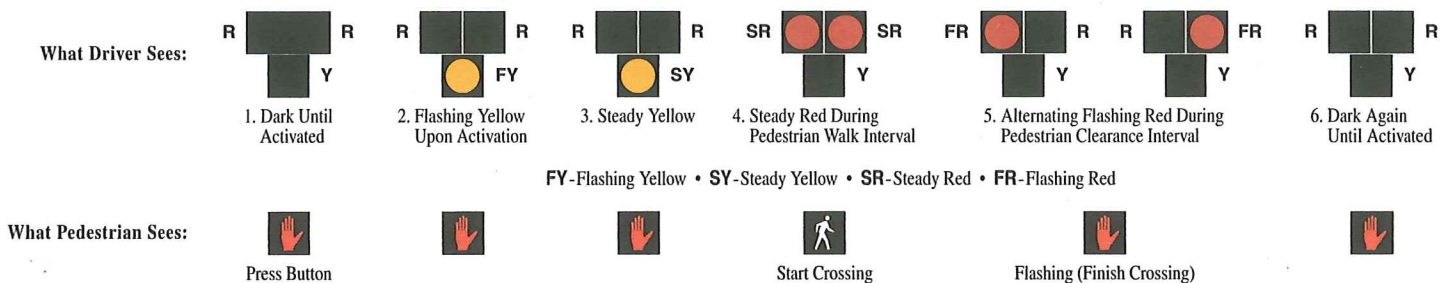 What Driver Sees:
R R Y
R R FY
R R SY
SR SR Y
FR R Y
R FR Y
R R Y
1. Dark Until
Activated
2. Flashing Yellow
Upon Activation
3. Steady Yellow
4. Steady Red During
Pedestrian Walk Interval
5. Alternating Flashing Red During
Pedestrian Clearance Interval
6. Dark Again
Until Activated
FY-Flashing Yellow • SY-Steady Yellow • SR-Steady Red • FR-Flashing Red
What Pedestrian Sees:
Press Button
Start Crossing
Flashing (Finish Crossing)